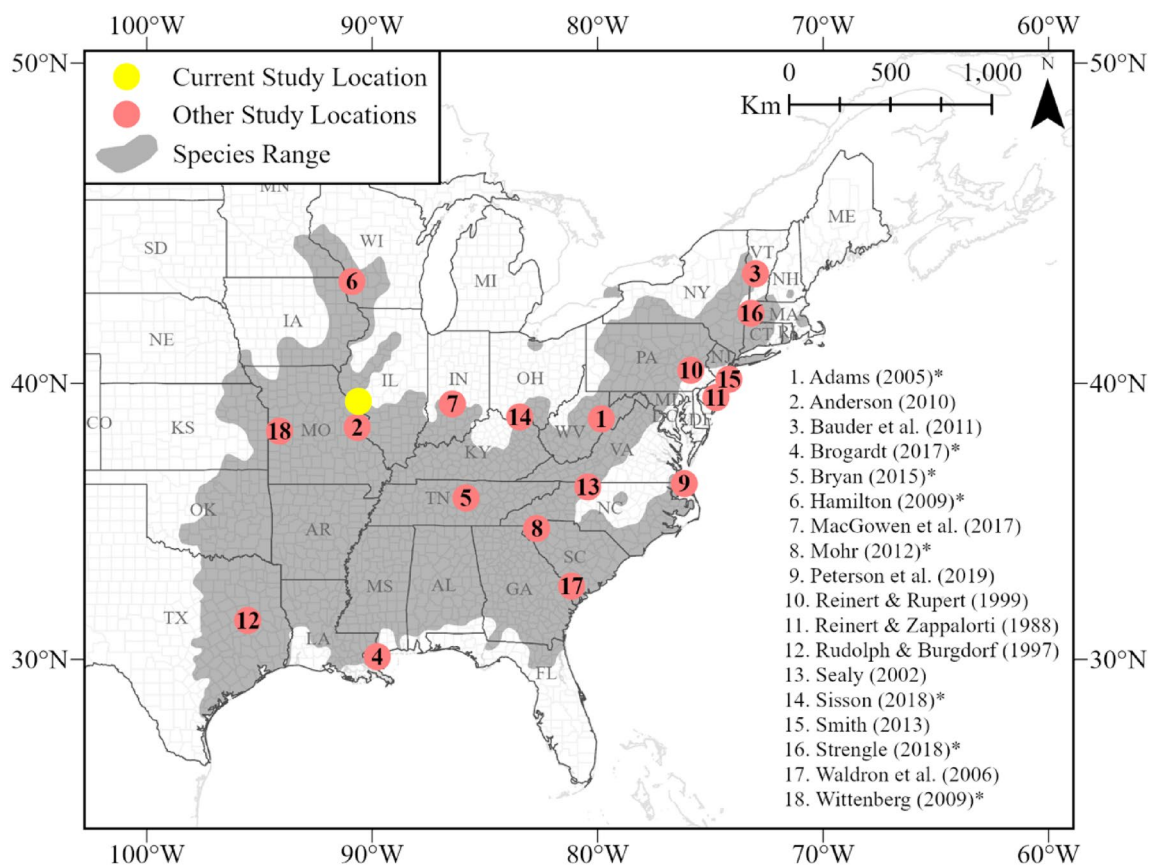 100°W 90°W 80°W 70°W 60°W
50°N 50°N
Current Study Location
Other Study Locations
Species Range
0 500 1,000
Km
N
MN
WI
SD
MI
ME
VT
NH
NY
MA
CT RI
6
3
16
IA
NE
PA
NJ
IL
IN
OH
10
15
11
40°N 40°N
MD
DC
DE
CO
KS
MO
18
2
7
14
1
WV
VA
KY
OK
TN
5
13
9
NC
AR
8
SC
MS
AL
GA
17
TX
12
LA
4
FL
30°N 30°N
1. Adams (2005)*
2. Anderson (2010)
3. Bauder et al. (2011)
4. Brogardt (2017)*
5. Bryan (2015)*
6. Hamilton (2009)*
7. MacGowen et al. (2017)
8. Mohr (2012)*
9. Peterson et al. (2019)
10. Reinert & Rupert (1999)
11. Reinert & Zappalorti (1988)
12. Rudolph & Burgdorf (1997)
13. Sealy (2002)
14. Sisson (2018)*
15. Smith (2013)
16. Strengle (2018)*
17. Waldron et al. (2006)
18. Wittenberg (2009)*
100°W 90°W 80°W 70°W 60°W